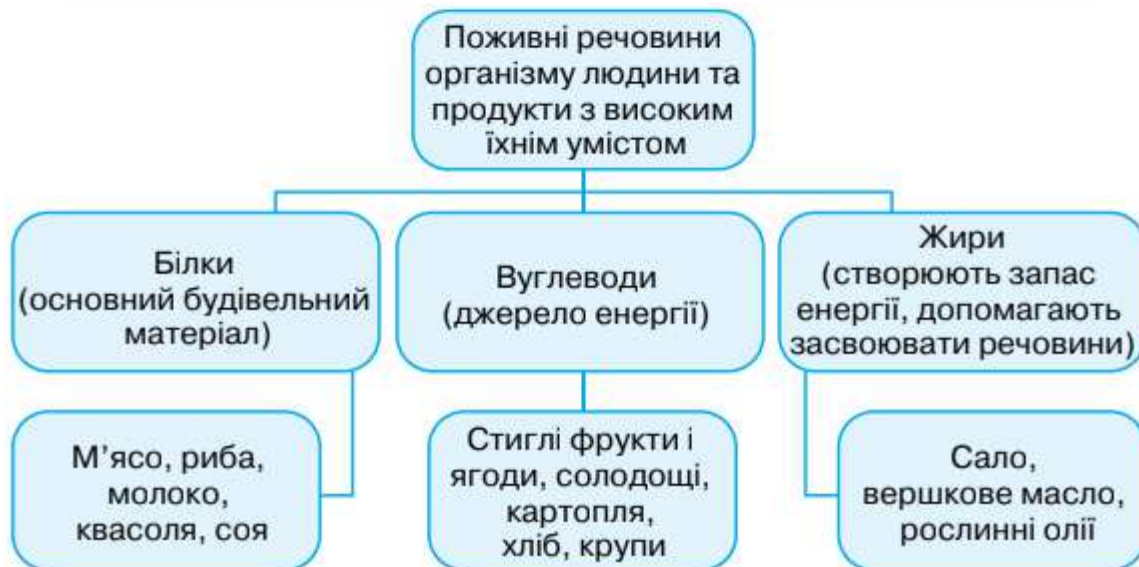 Поживні речовини
організму людини та
продукти з високим
їхнім умістом
Білки
(основний будівельний
матеріал)
Вуглеводи
(джерело енергії)
Жири
(створюють запас
енергії, допомагають
засвоювати речовини)
М’ясо, риба,
молоко,
квасоля, соя
Стиглі фрукти і
ягоди, солодощі,
картопля,
хліб, крупи
Сало,
вершкове масло,
рослинні олії